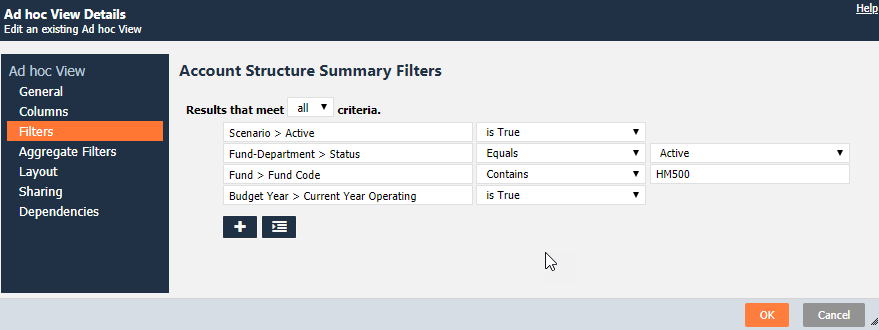 Ad hoc View Details
Help
Edit an existing Ad hoc View
Ad hoc View
General
Columns
Filters
Aggregate Filters
Layout
Sharing
Dependencies
Account Structure Summary Filters
Results that meet all criteria.
Scenario > Active is True
Fund-Department > Status Equals Active
Fund > Fund Code Contains HM500
Budget Year > Current Year Operating is True
OK Cancel